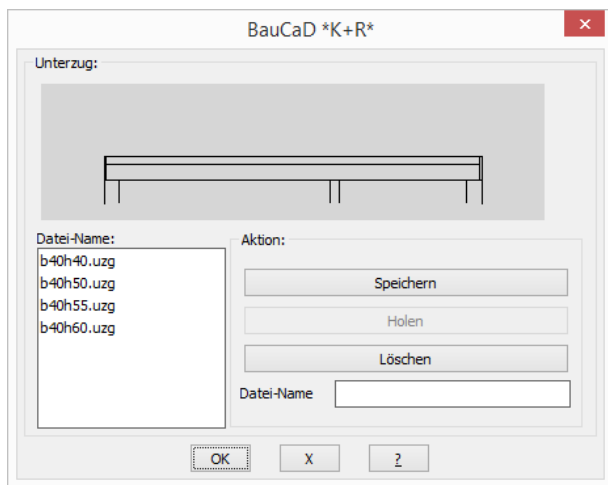 BauCaD *K+R*
Unterzug:
Datei-Name:
b40h40.uzg
b40h50.uzg
b40h55.uzg
b40h60.uzg
Aktion:
Speichern
Holen
Löschen
Datei-Name
OK X ?